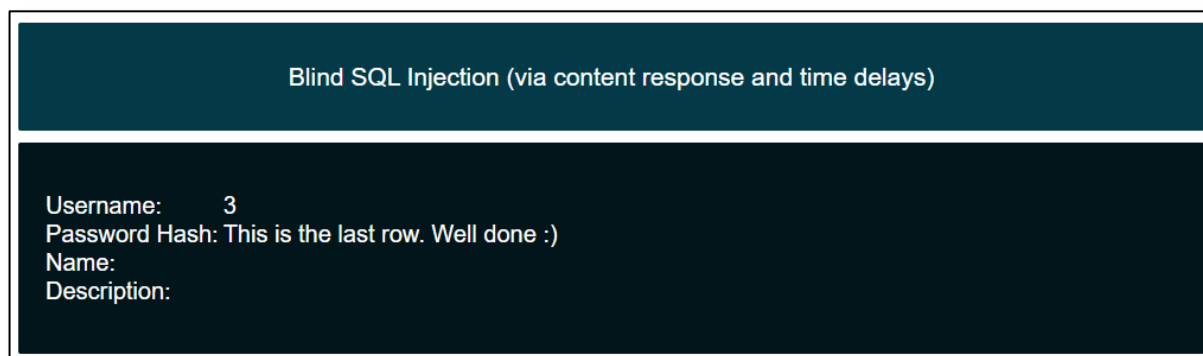 Blind SQL Injection (via content response and time delays)
Username: 3
Password Hash: This is the last row. Well done :)
Name:
Description: